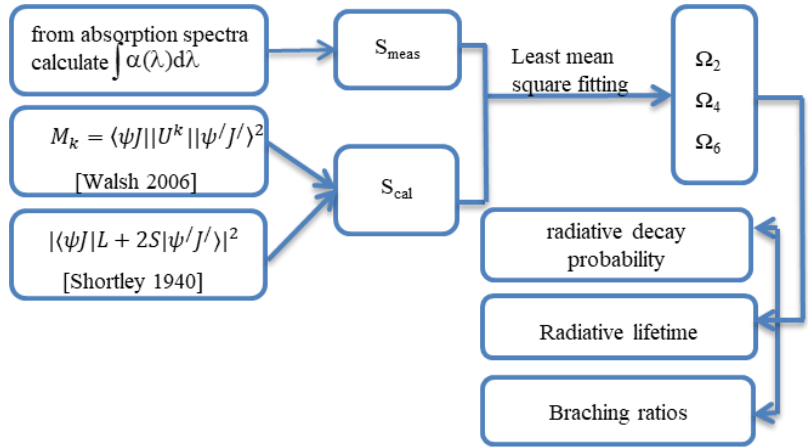 from absorption spectra
calculate ∫α(λ)dλ
S_meas
Least mean
square fitting
Ω₂
Ω₄
Ω₆
M_k = ⟨ψJ||U^k||ψ^/J^/⟩²
[Walsh 2006]
S_cal
|⟨ψJ|L + 2S|ψ^/J^/⟩|²
[Shortley 1940]
radiative decay
probability
Radiative lifetime
Braching ratios